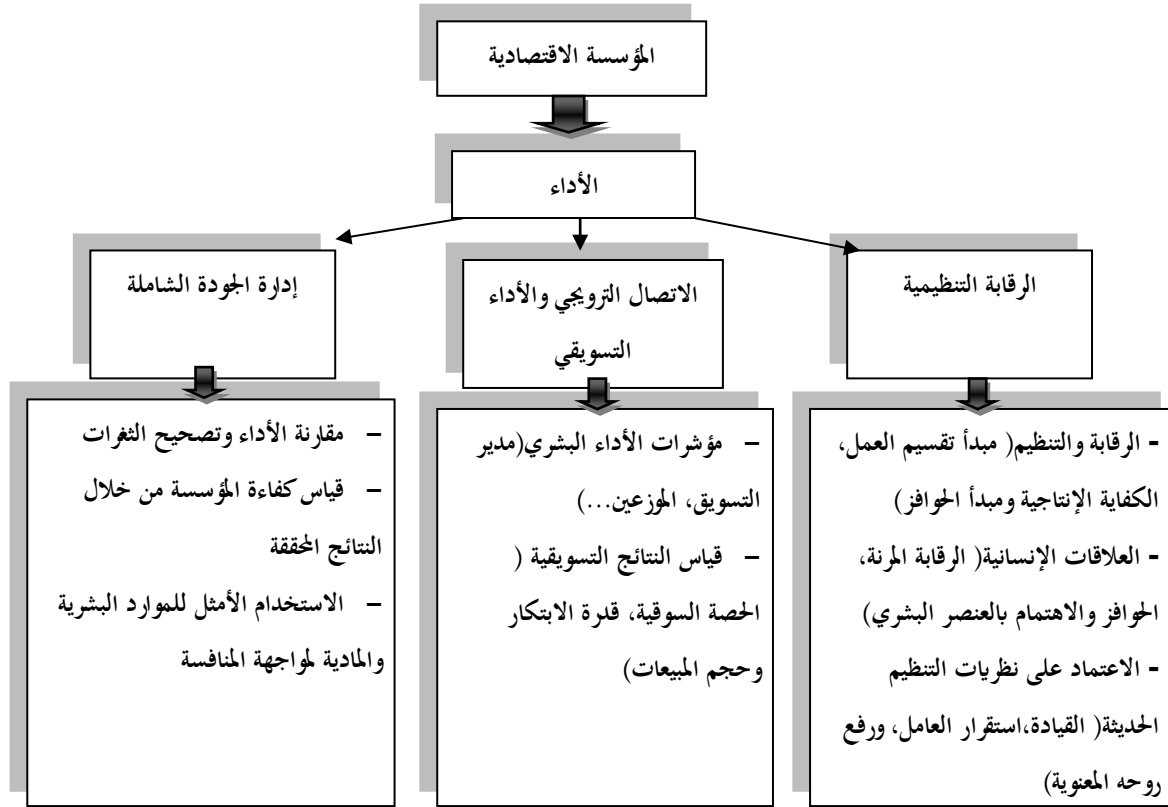 المؤسسة الاقتصادية
الأداء
الرقابة التنظيمية
- الرقابة والتنظيم( مبدأ تقسيم العمل،
الكفاية الإنتاجية ومبدأ الحوافز)
- العلاقات الإنسانية( الرقابة المرنة،
الحوافز والاهتمام بالعنصر البشري)
- الاعتماد على نظريات التنظيم
الحديثة( القيادة،استقرار العامل، ورفع
روحه المعنوية)
الاتصال الترويجي والأداء
التسويقي
– مؤشرات الأداء البشري(مدير
التسويق، الموزعين...)
– قياس النتائج التسويقية (
الحصة السوقية، قدرة الابتكار
وحجم المبيعات)
إدارة الجودة الشاملة
– مقارنة الأداء وتصحيح الثغرات
– قياس كفاءة المؤسسة من خلال
النتائج المحققة
– الاستخدام الأمثل للموارد البشرية
والمادية لمواجهة المنافسة